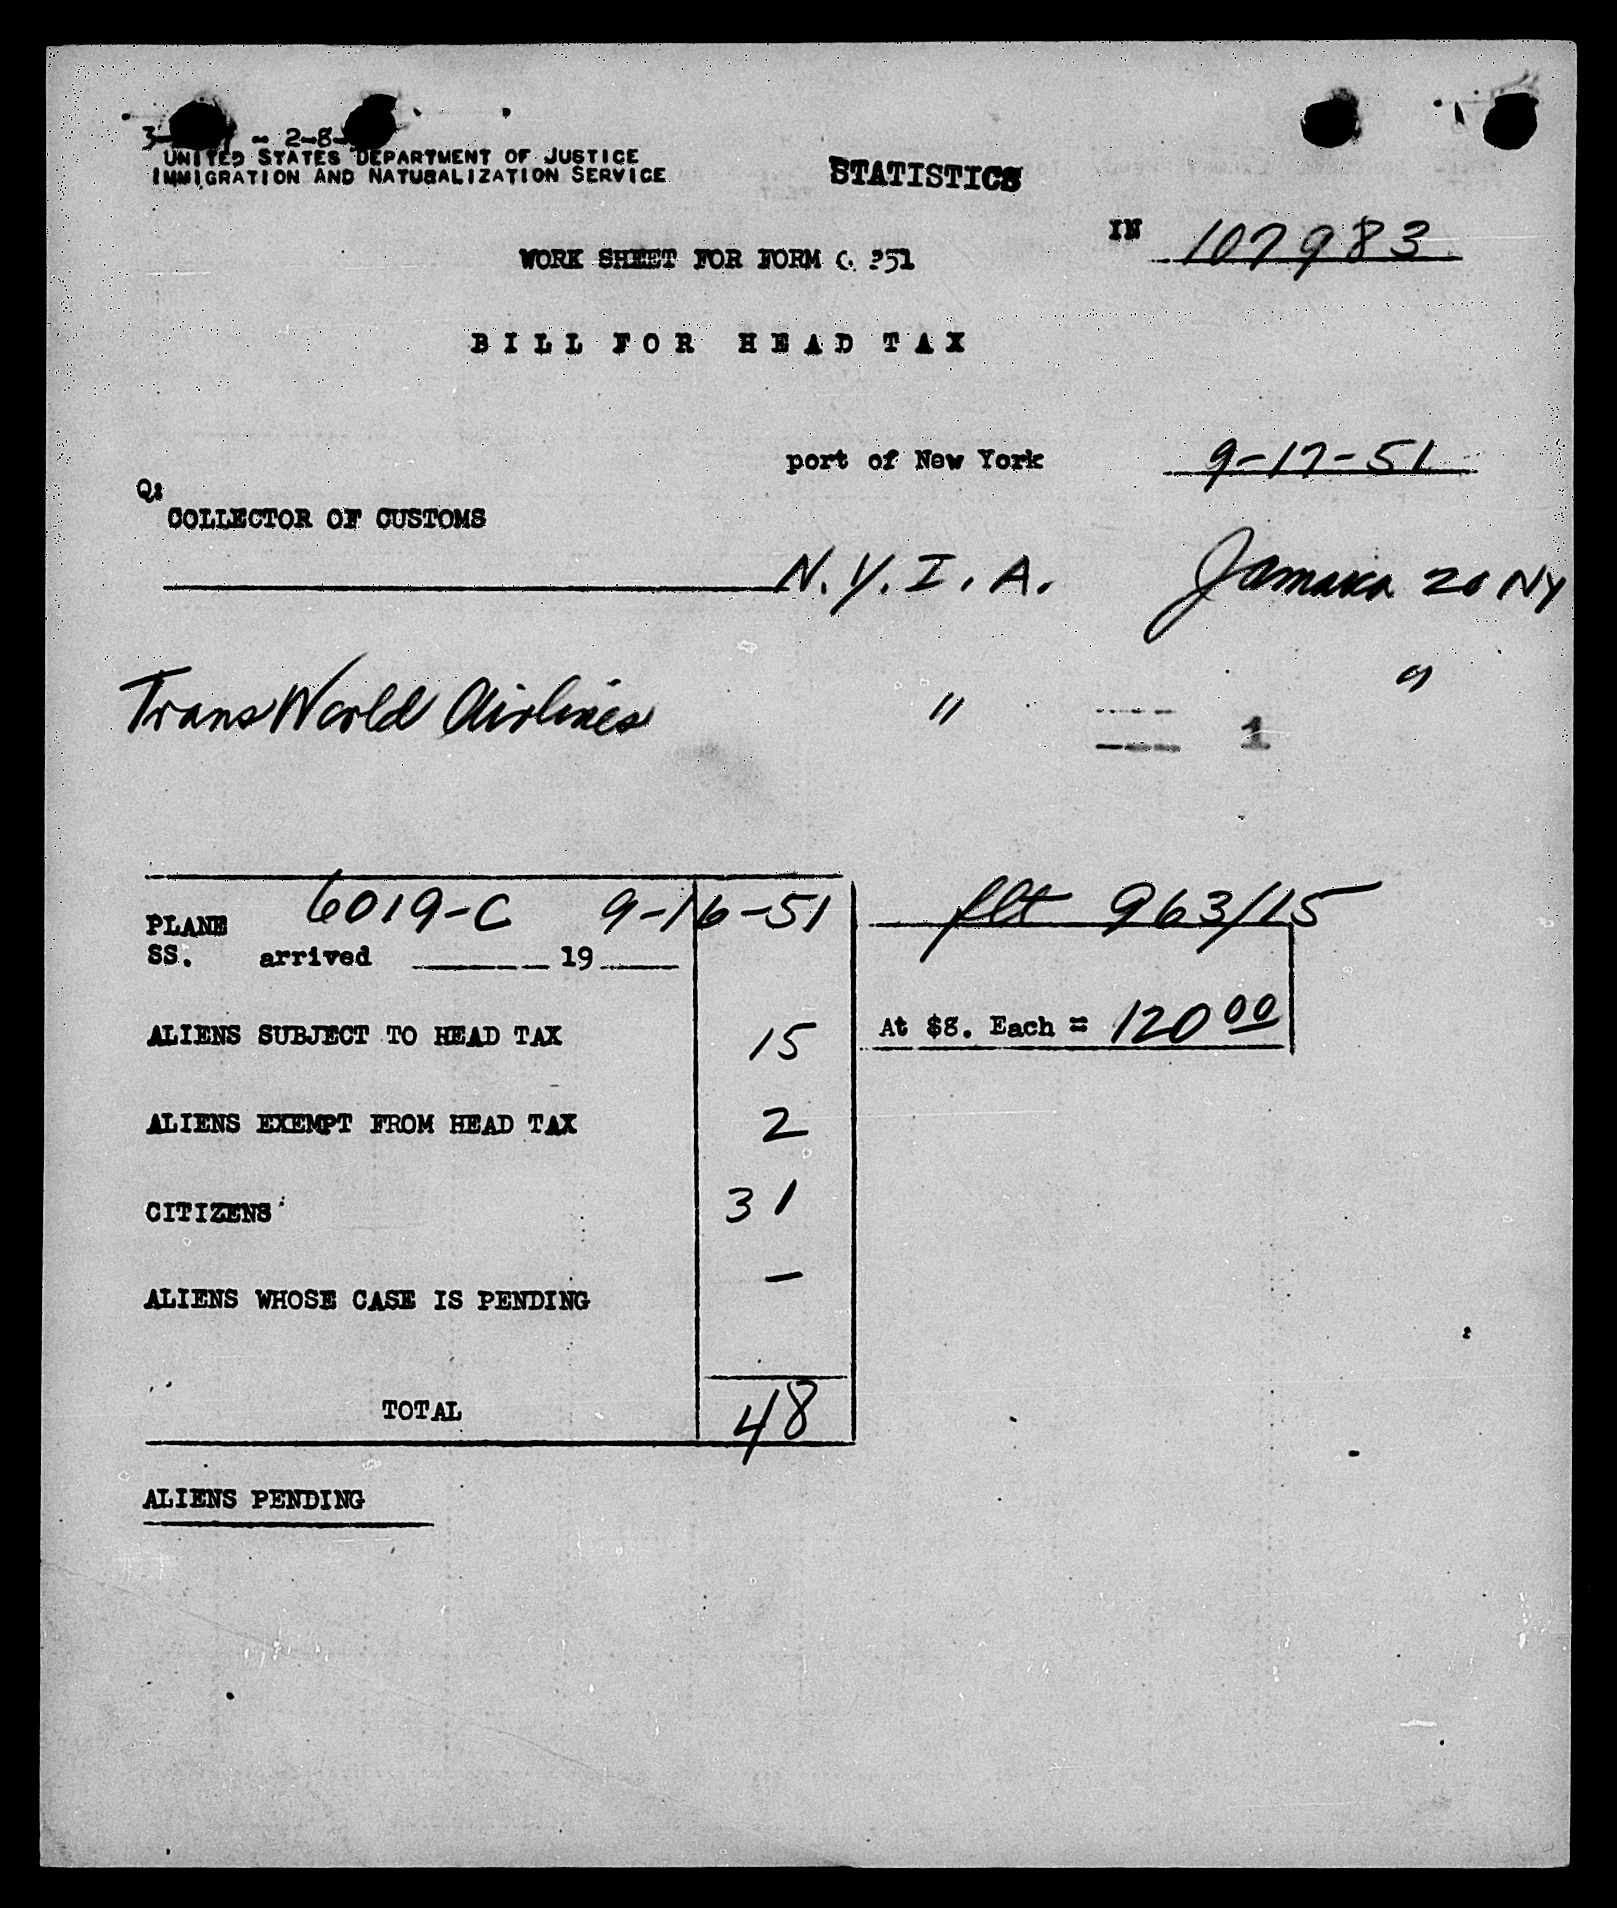 - 2-8-
UNITED STATES DEPARTMENT OF JUSTICE
IMMIGRATION AND NATURALIZATION SERVICE
STATISTICS
IN 107983
WORK SHEET FOR FORM 351
BILL FOR HEAD TAX
port of New York 9-17-51
COLLECTOR OF CUSTOMS
N.Y.I.A. Jamaica 20 NY
Trans World Airlines " 1 "
PLANE 6019-C 9-16-51 flt 963/15
SS. arrived 19
ALIENS SUBJECT TO HEAD TAX 15 At $8. Each = 120 00
ALIENS EXEMPT FROM HEAD TAX 2
CITIZENS 31
ALIENS WHOSE CASE IS PENDING –
TOTAL 48
ALIENS PENDING